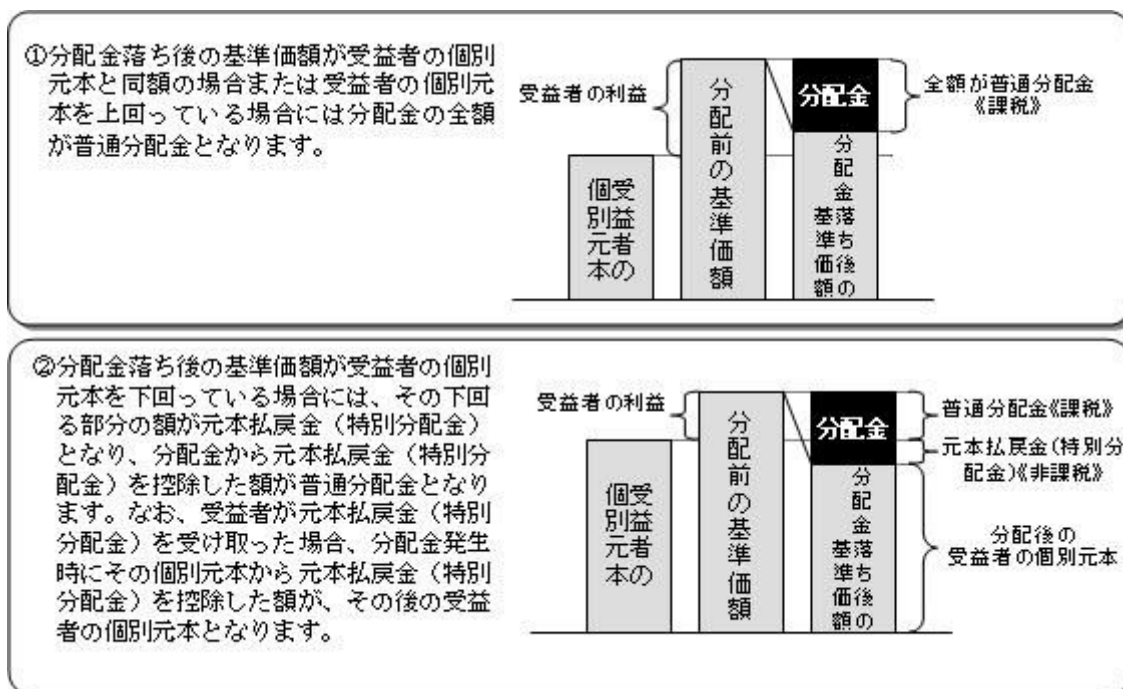 ①分配金落ち後の基準価額が受益者の個別
元本と同額の場合または受益者の個別元
本を上回っている場合には分配金の全額
が普通分配金となります。
受益者の利益
受益者の
個別元本
分配前の基準価額
分配金
分配金落ち後の
基準価額
全額が普通分配金
《課税》
②分配金落ち後の基準価額が受益者の個別
元本を下回っている場合には、その下回
る部分の額が元本払戻金（特別分配金）
となり、分配金から元本払戻金（特別分
配金）を控除した額が普通分配金となり
ます。なお、受益者が元本払戻金（特別
分配金）を受け取った場合、分配金発生
時にその個別元本から元本払戻金（特別
分配金）を控除した額が、その後の受益
者の個別元本となります。
受益者の利益
受益者の
個別元本
分配前の基準価額
分配金
分配金落ち後の
基準価額
普通分配金《課税》
元本払戻金(特別分
配金)《非課税》
分配後の
受益者の個別元本